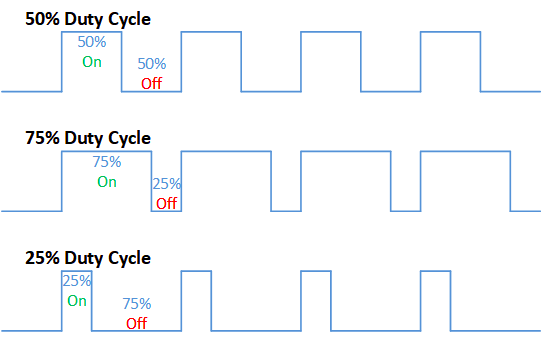 50% Duty Cycle
50%
On
50%
Off
75% Duty Cycle
75%
On
25%
Off
25% Duty Cycle
25%
On
75%
Off